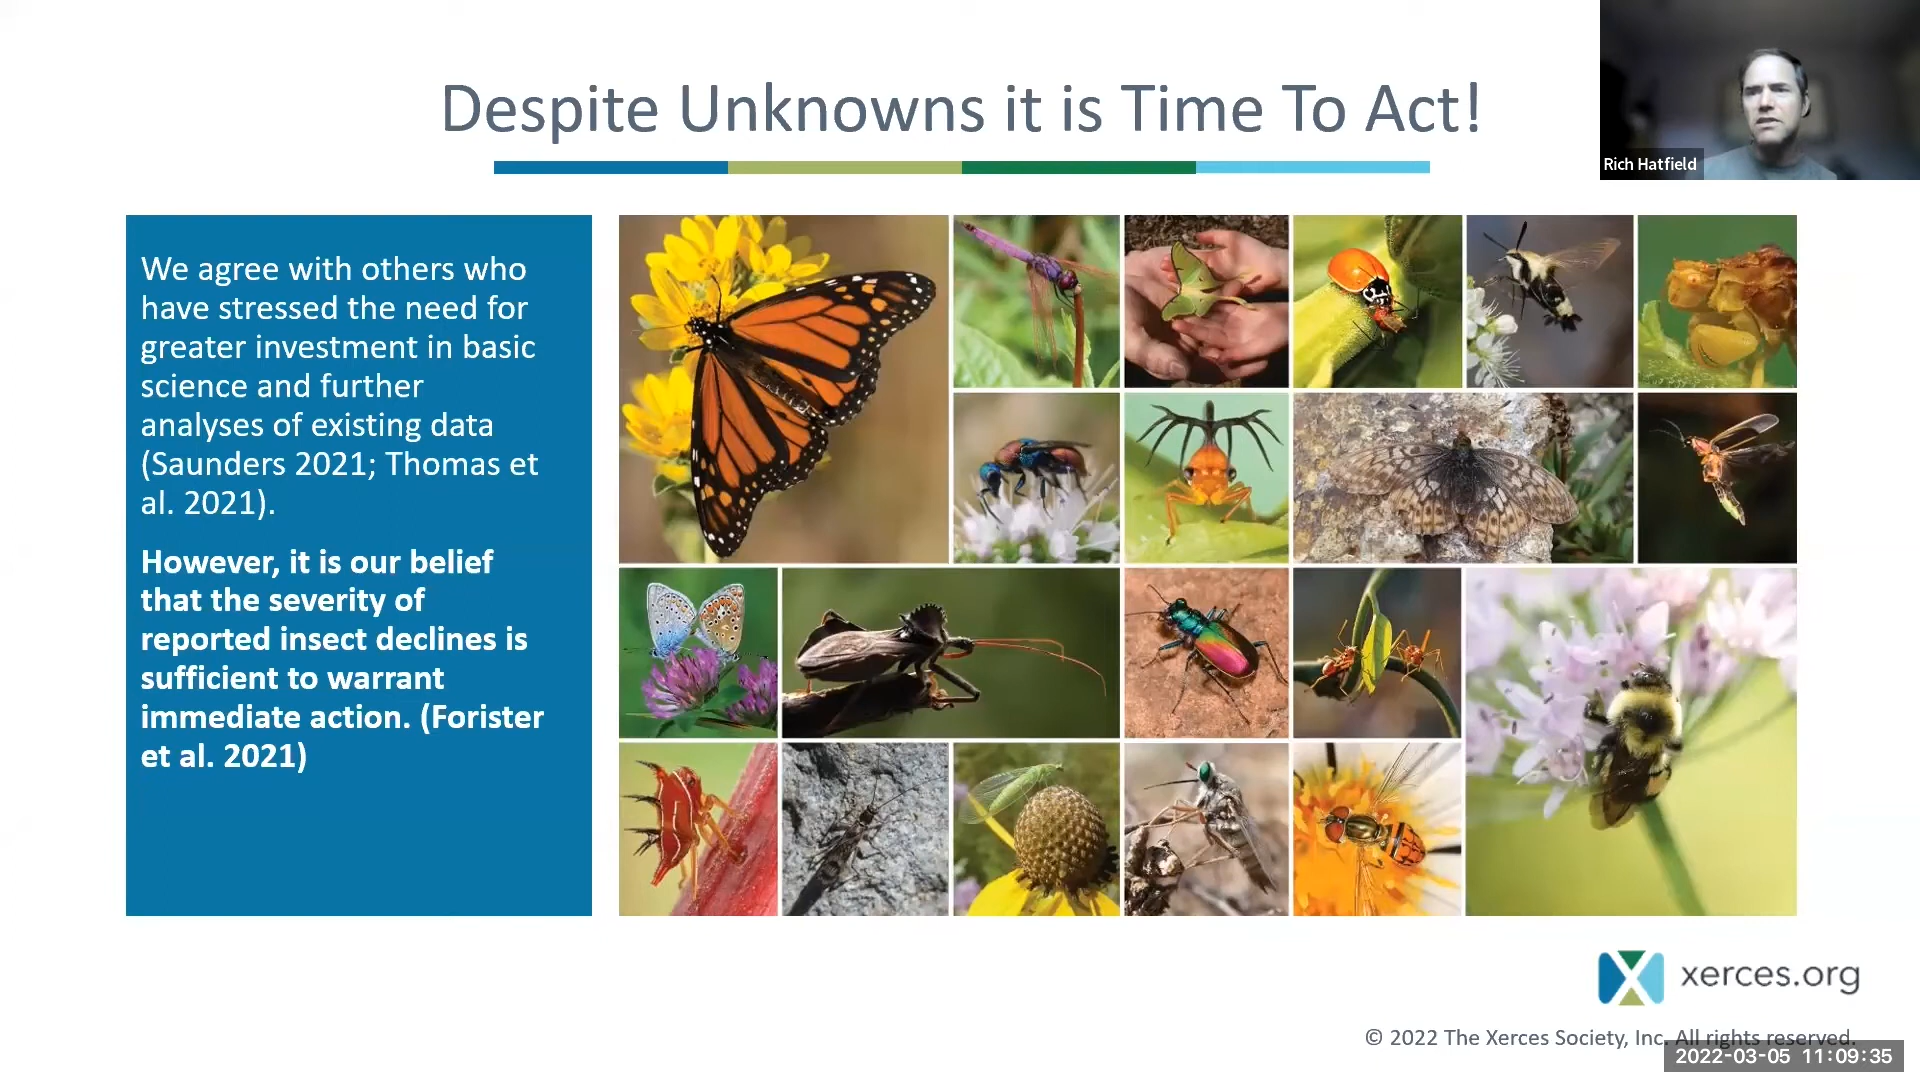 Despite Unknowns it is Time To Act!
Rich Hatfield
We agree with others who
have stressed the need for
greater investment in basic
science and further
analyses of existing data
(Saunders 2021; Thomas et
al. 2021).
However, it is our belief
that the severity of
reported insect declines is
sufficient to warrant
immediate action. (Forister
et al. 2021)
xerces.org
© 2022 The Xerces Society, Inc. All rights reserved.
2022-03-05 11:09:35